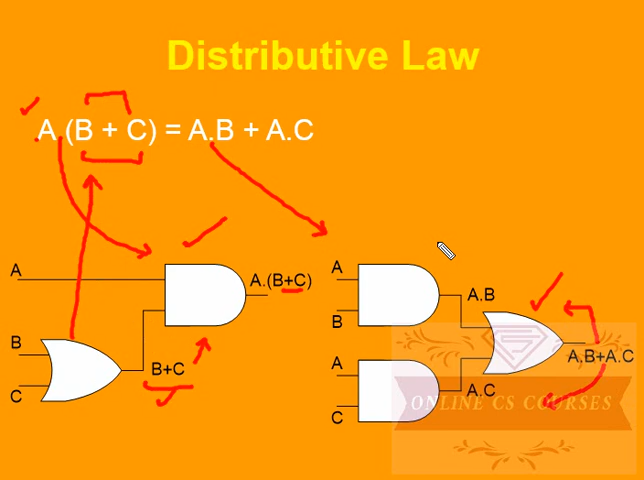 Distributive Law
A.(B + C) = A.B + A.C
A
A.(B+C)
B
B+C
C
A
A.B
B
A.B+A.C
A
A.C
C
ONLINE CS COURSES